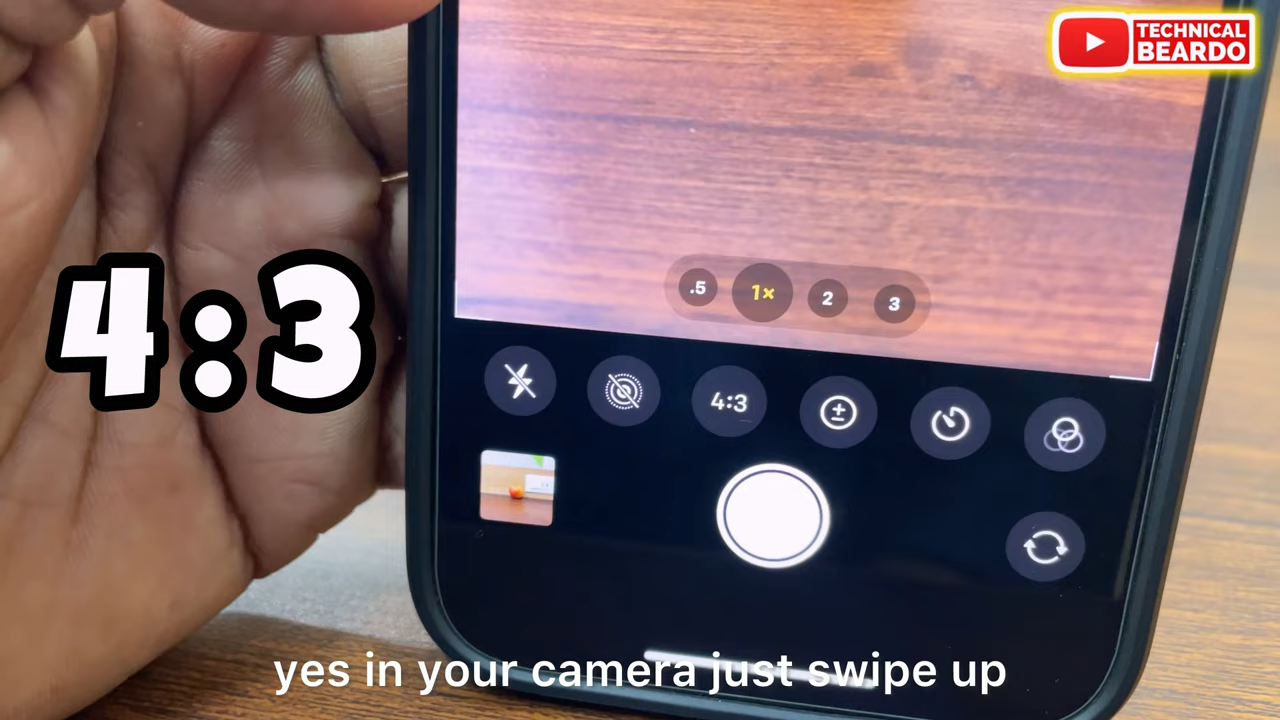 TECHNICAL
BEARDO
4:3
.5 1× 2 3
4:3
yes in your camera just swipe up